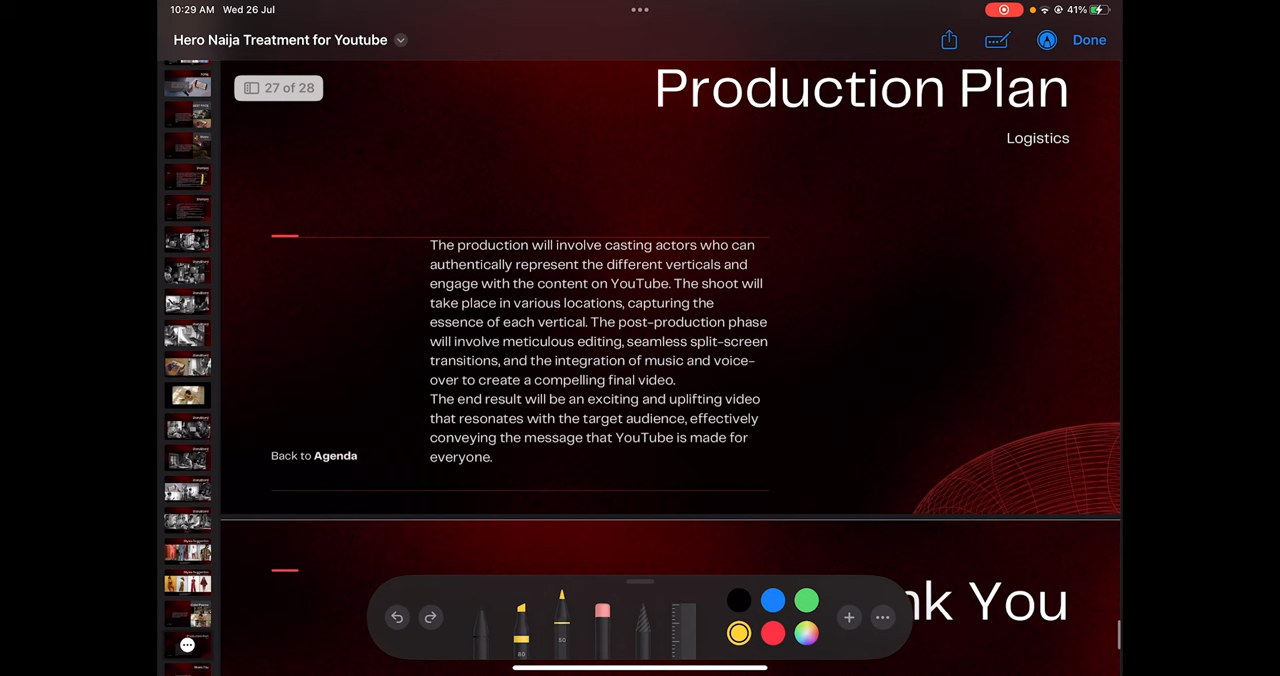 10:29 AM Wed 26 Jul
41%
Hero Naija Treatment for Youtube
Done
27 of 28
Production Plan
Logistics
The production will involve casting actors who can
authentically represent the different verticals and
engage with the content on YouTube. The shoot will
take place in various locations, capturing the
essence of each vertical. The post-production phase
will involve meticulous editing, seamless split-screen
transitions, and the integration of music and voice-
over to create a compelling final video.
The end result will be an exciting and uplifting video
that resonates with the target audience, effectively
conveying the message that YouTube is made for
everyone.
Back to Agenda
nk You
80
50